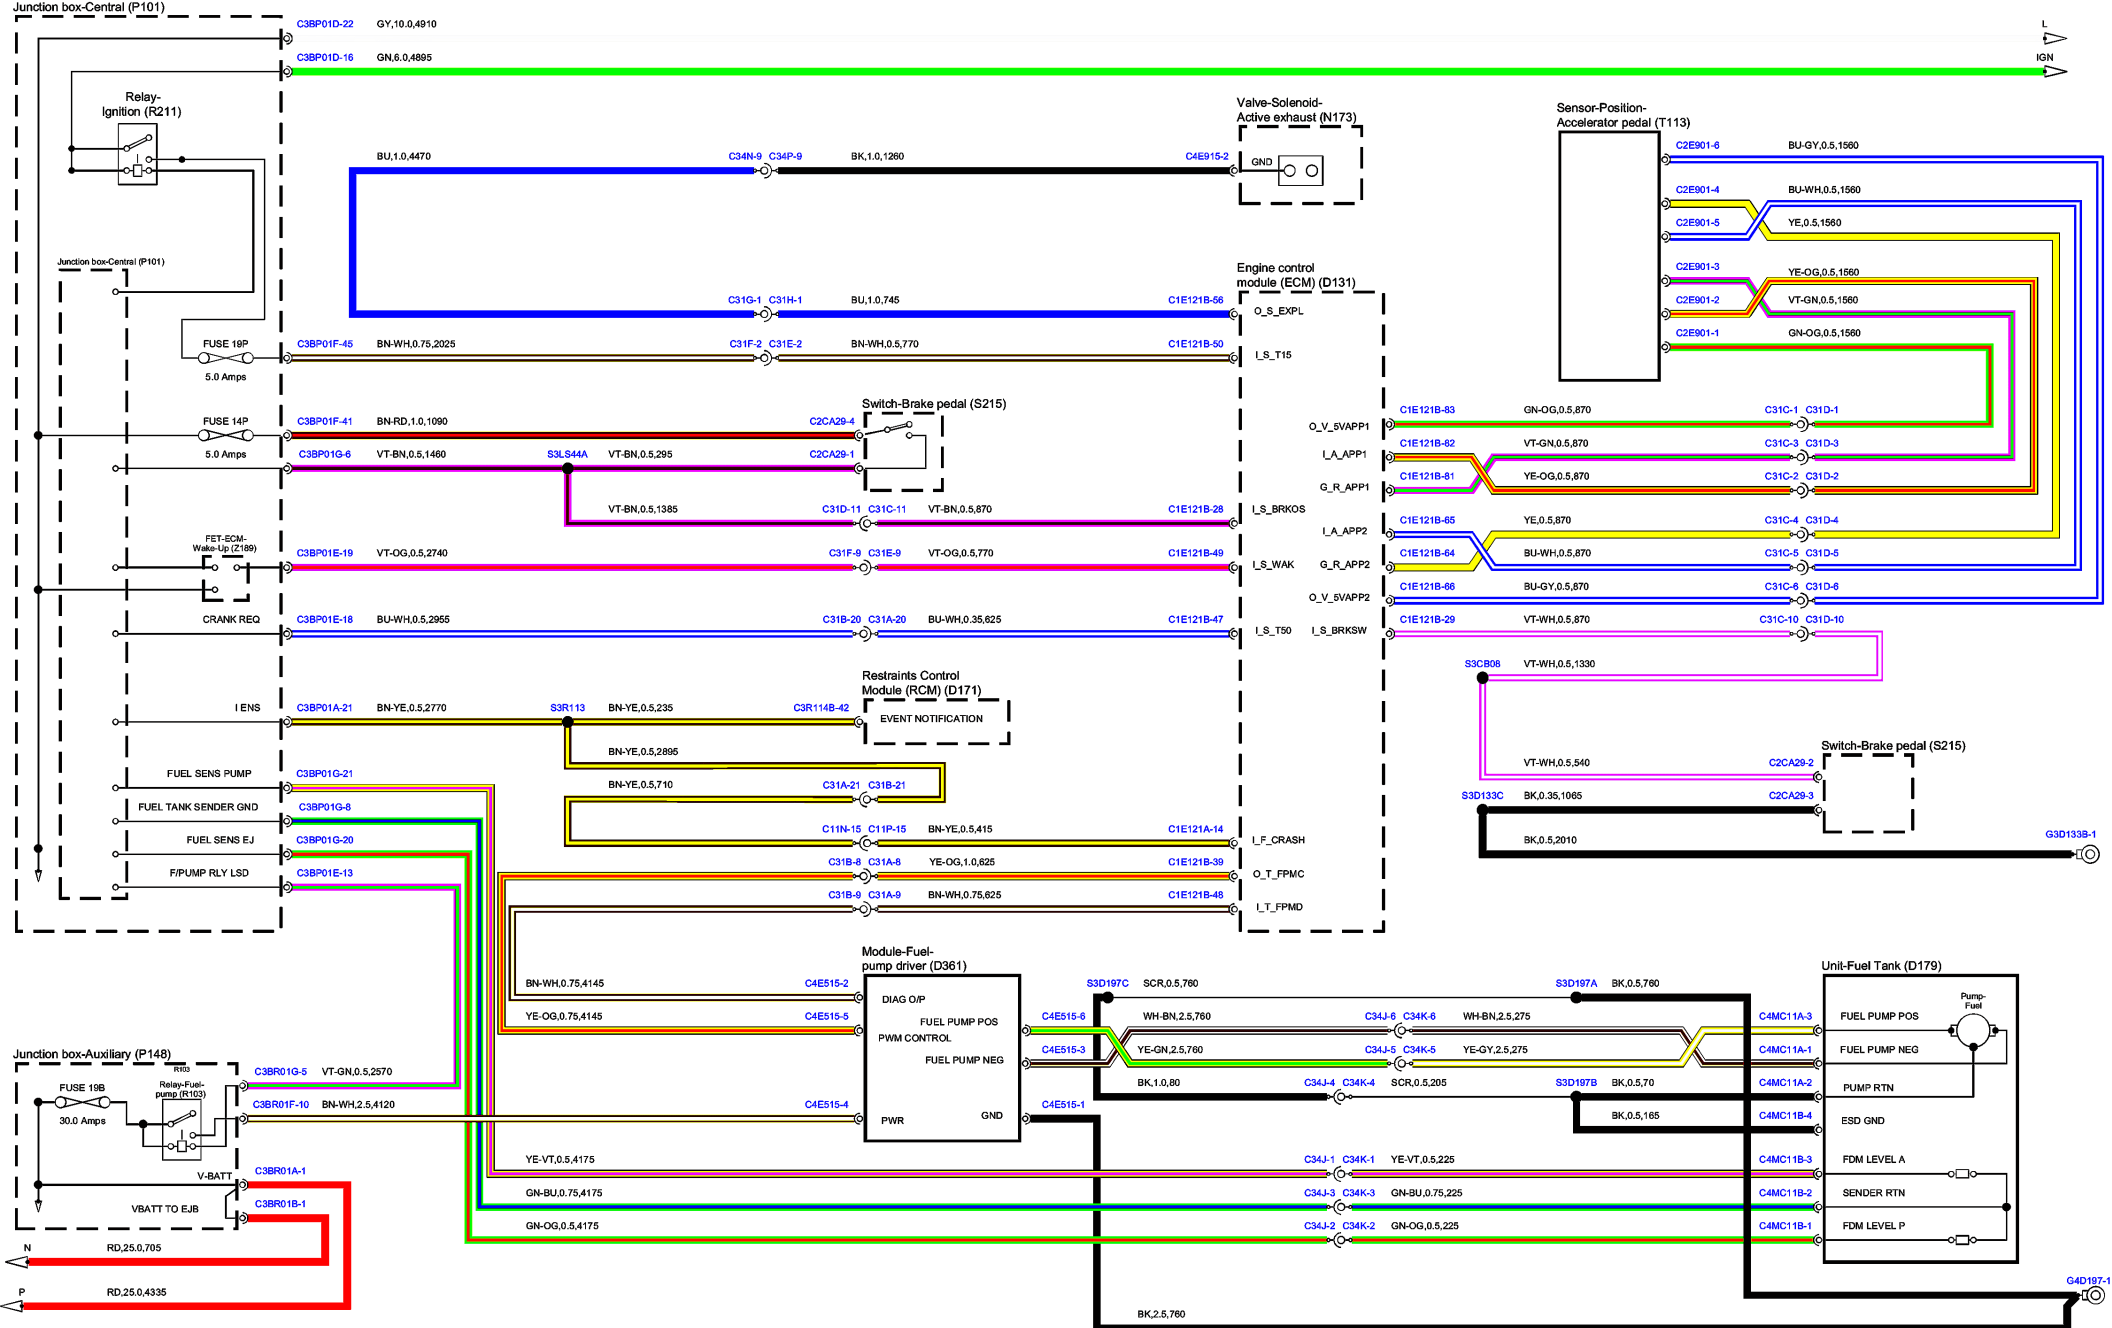 Junction box-Central (P101)
C3BP01D-22 GY,10.0,4910 L
C3BP01D-16 GN,6.0,4895 IGN
Relay-
Ignition (R211)
Valve-Solenoid-
Active exhaust (N173)
Sensor-Position-
Accelerator pedal (T113)
BU,1.0,4470 C34N-9 C34P-9 BK,1.0,1260 C4E915-2 GND
C2E901-6 BU-GY,0.5,1560
C2E901-4 BU-WH,0.5,1560
C2E901-5 YE,0.5,1560
Junction box-Central (P101)
Engine control
module (ECM) (D131)
C2E901-3 YE-OG,0.5,1560
C2E901-2 VT-GN,0.5,1560
C2E901-1 GN-OG,0.5,1560
C31G-1 C31H-1 BU,1.0,745 C1E121B-56 O_S_EXPL
FUSE 19P C3BP01F-45 BN-WH,0.75,2025 C31F-2 C31E-2 BN-WH,0.5,770 C1E121B-50 I_S_T15
5.0 Amps
Switch-Brake pedal (S215)
FUSE 14P C3BP01F-41 BN-RD,1.0,1090 C2CA29-4
5.0 Amps C3BP01G-6 VT-BN,0.5,1460 S3LS44A VT-BN,0.5,295 C2CA29-1
O_V_5VAPP1 C1E121B-83 GN-OG,0.5,870 C31C-1 C31D-1
I_A_APP1 C1E121B-82 VT-GN,0.5,870 C31C-3 C31D-3
G_R_APP1 C1E121B-81 YE-OG,0.5,870 C31C-2 C31D-2
VT-BN,0.5,1385 C31D-11 C31C-11 VT-BN,0.5,870 C1E121B-28 I_S_BRKOS
I_A_APP2 C1E121B-65 YE,0.5,870 C31C-4 C31D-4
FET-ECM-
Wake-Up (Z189)
C3BP01E-19 VT-OG,0.5,2740 C31F-9 C31E-9 VT-OG,0.5,770 C1E121B-49 I_S_WAK
G_R_APP2 C1E121B-64 BU-WH,0.5,870 C31C-5 C31D-5
O_V_5VAPP2 C1E121B-66 BU-GY,0.5,870 C31C-6 C31D-6
CRANK REQ C3BP01E-18 BU-WH,0.5,2955 C31B-20 C31A-20 BU-WH,0.35,625 C1E121B-47 I_S_T50
I_S_BRKSW C1E121B-29 VT-WH,0.5,870 C31C-10 C31D-10
S3CB08 VT-WH,0.5,1330
Restraints Control
Module (RCM) (D171)
I ENS C3BP01A-21 BN-YE,0.5,2770 S3R113 BN-YE,0.5,235 C3R114B-42 EVENT NOTIFICATION
BN-YE,0.5,2895
Switch-Brake pedal (S215)
VT-WH,0.5,540 C2CA29-2
FUEL SENS PUMP C3BP01G-21 BN-YE,0.5,710 C31A-21 C31B-21
S3D133C BK,0.35,1065 C2CA29-3
FUEL TANK SENDER GND C3BP01G-8
C11N-15 C11P-15 BN-YE,0.5,415 C1E121A-14 I_F_CRASH
BK,0.5,2010 G3D133B-1
FUEL SENS EJ C3BP01G-20
C31B-8 C31A-8 YE-OG,1.0,625 C1E121B-39 O_T_FPMC
F/PUMP RLY LSD C3BP01E-13
C31B-9 C31A-9 BN-WH,0.75,625 C1E121B-48 I_T_FPMD
Module-Fuel-
pump driver (D361)
Unit-Fuel Tank (D179)
BN-WH,0.75,4145 C4E515-2 DIAG O/P
S3D197C SCR,0.5,760 S3D197A BK,0.5,760
Pump-
Fuel
YE-OG,0.75,4145 C4E515-5 PWM CONTROL
FUEL PUMP POS C4E515-6 WH-BN,2.5,760 C34J-6 C34K-6 WH-BN,2.5,275 C4MC11A-3 FUEL PUMP POS
FUEL PUMP NEG C4E515-3 YE-GN,2.5,760 C34J-5 C34K-5 YE-GY,2.5,275 C4MC11A-1 FUEL PUMP NEG
BK,1.0,80 C34J-4 C34K-4 SCR,0.5,205 S3D197B BK,0.5,70 C4MC11A-2 PUMP RTN
Junction box-Auxiliary (P148)
R103
C3BR01G-5 VT-GN,0.5,2570
FUSE 19B
30.0 Amps
Relay-Fuel-
pump (R103)
C3BR01F-10 BN-WH,2.5,4120 C4E515-4 PWR
GND C4E515-1
BK,0.5,165 C4MC11B-4 ESD GND
YE-VT,0.5,4175 C34J-1 C34K-1 YE-VT,0.5,225 C4MC11B-3 FDM LEVEL A
V-BATT C3BR01A-1
GN-BU,0.75,4175 C34J-3 C34K-3 GN-BU,0.75,225 C4MC11B-2 SENDER RTN
VBATT TO EJB C3BR01B-1
GN-OG,0.5,4175 C34J-2 C34K-2 GN-OG,0.5,225 C4MC11B-1 FDM LEVEL P
N RD,25.0,705
P RD,25.0,4335
G4D197-1
BK,2.5,760